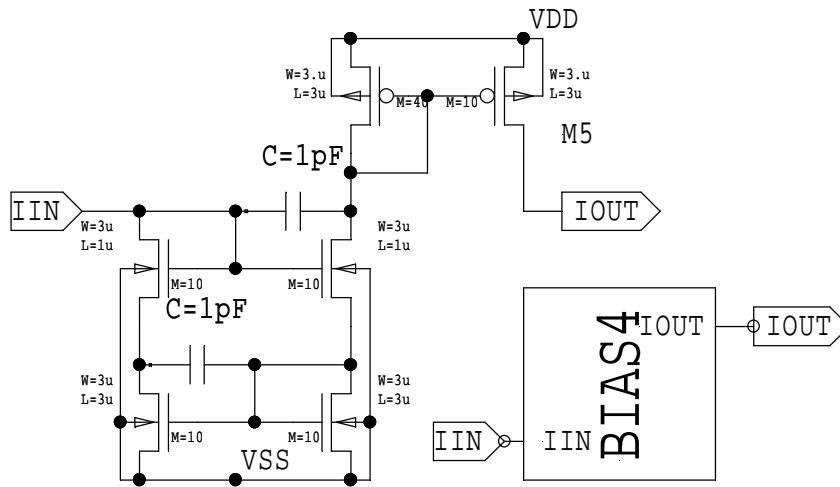 VDD
W=3.u
L=3u
M=40
M=10
W=3.u
L=3u
M5
C=1pF
IIN
IOUT
W=3u
L=1u
W=3u
L=1u
M=10
M=10
C=1pF
IOUT
IOUT
BIAS4
W=3u
L=3u
W=3u
L=3u
M=10
M=10
IIN
IIN
VSS